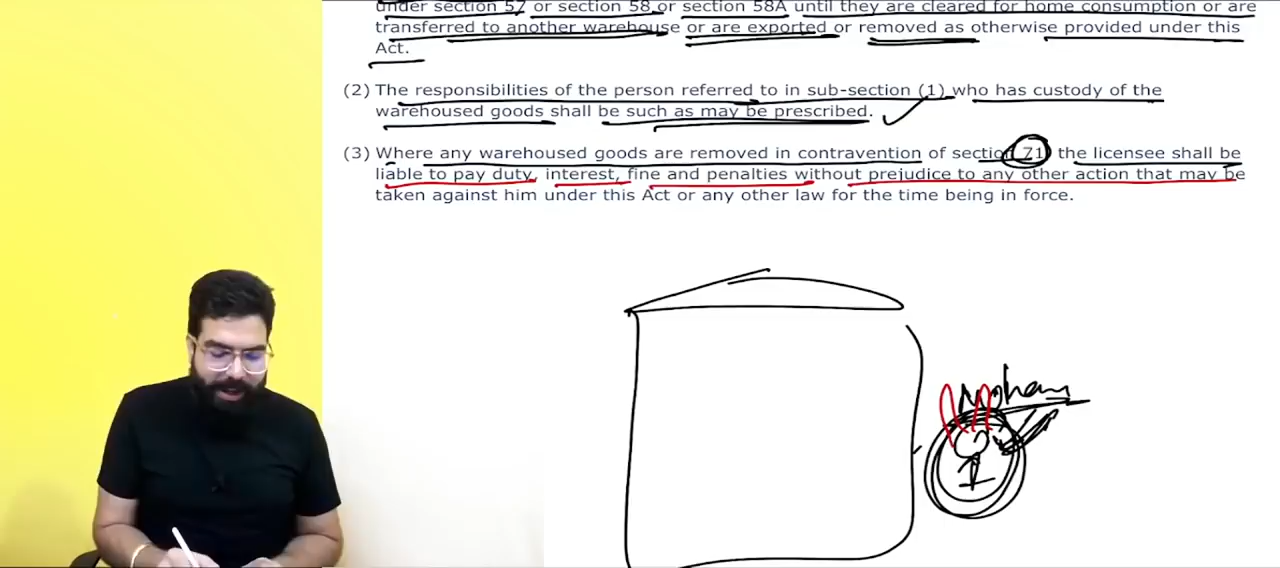 under section 57 or section 58 or section 58A until they are cleared for home consumption or are
transferred to another warehouse or are exported or removed as otherwise provided under this
Act.
(2) The responsibilities of the person referred to in sub-section (1) who has custody of the
warehoused goods shall be such as may be prescribed.
(3) Where any warehoused goods are removed in contravention of section 71, the licensee shall be
liable to pay duty, interest, fine and penalties without prejudice to any other action that may be
taken against him under this Act or any other law for the time being in force.
Mohan